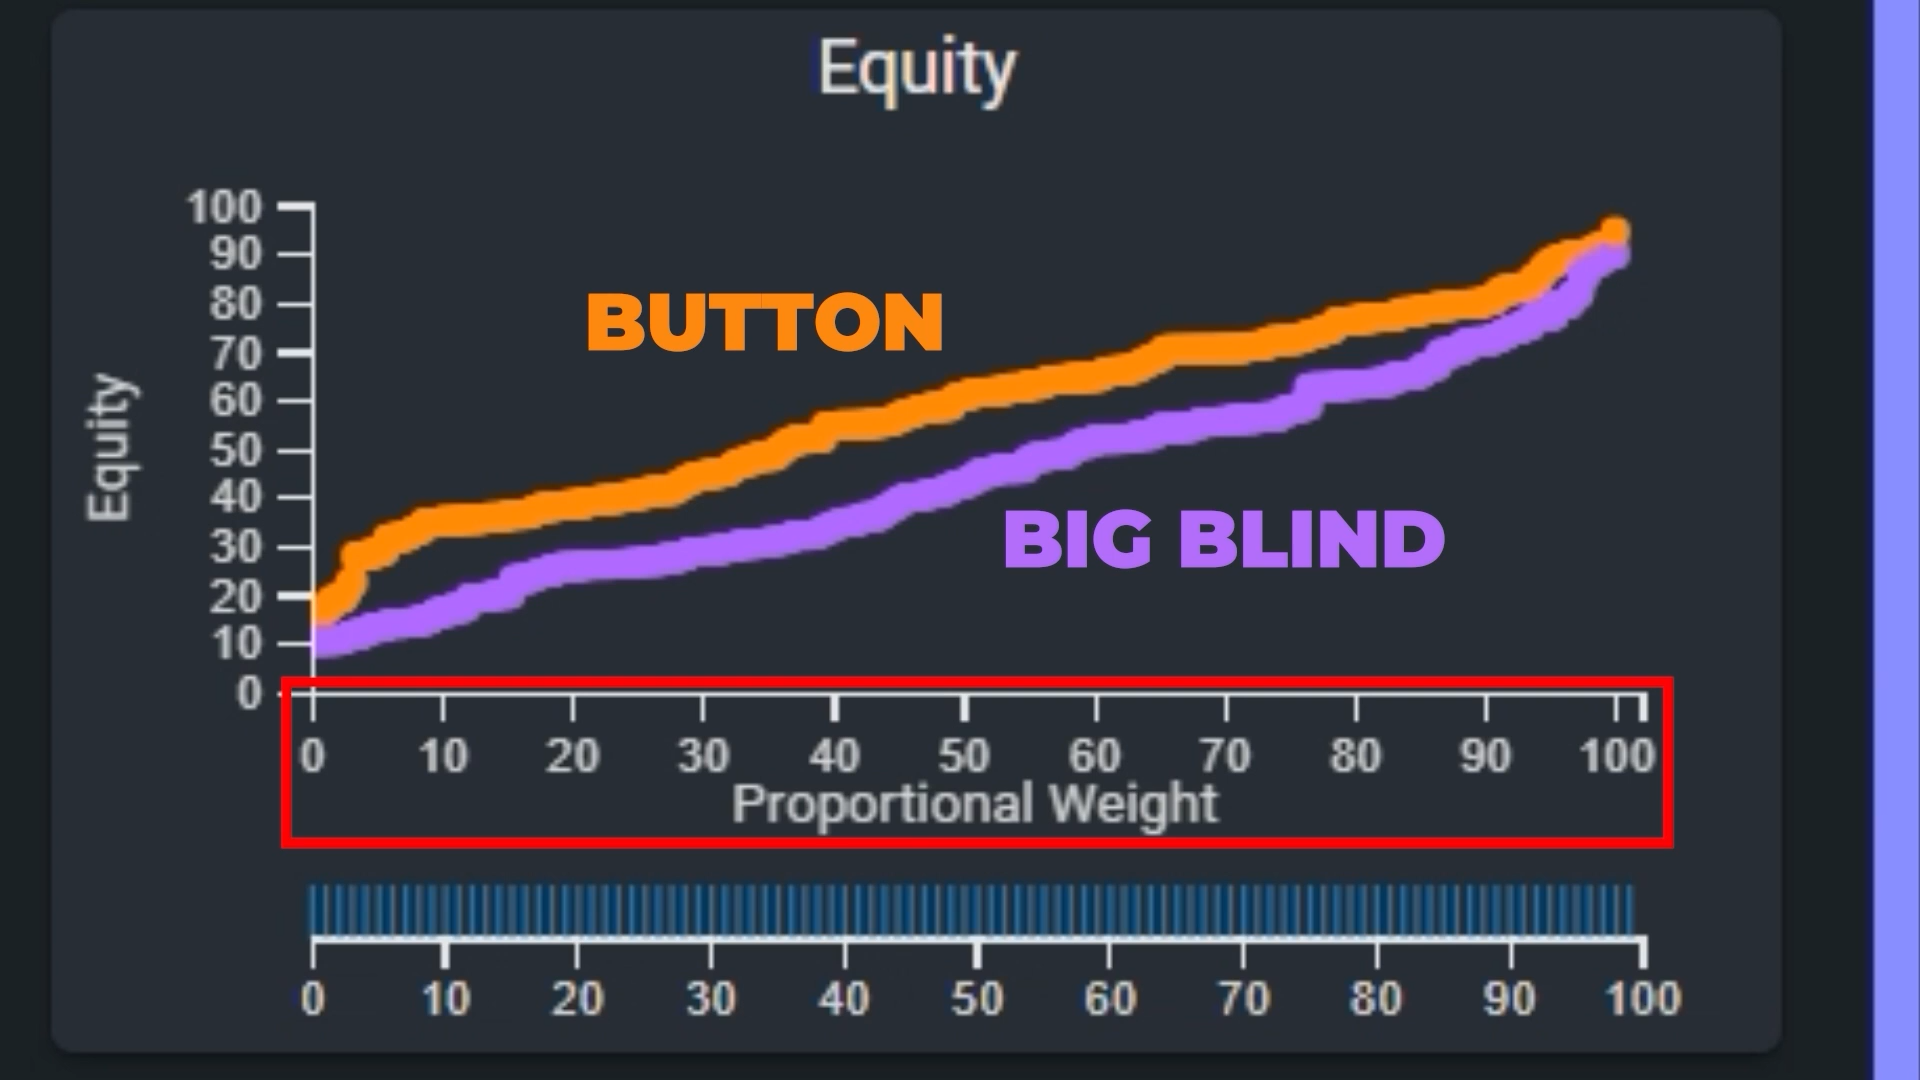 Equity
100
90
80
70
60
50
40
30
20
10
0
Equity
BUTTON
BIG BLIND
0 10 20 30 40 50 60 70 80 90 100
Proportional Weight
0 10 20 30 40 50 60 70 80 90 100